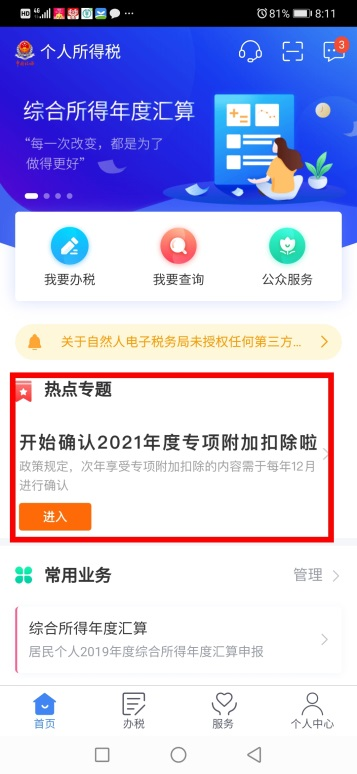 HD 4G 81% 8:11
个人所得税
3
综合所得年度汇算
“每一次改变，都是为了
做得更好”
我要办税 我要查询 公众服务
关于自然人电子税务局未授权任何第三方...
热点专题
开始确认2021年度专项附加扣除啦
政策规定，次年享受专项附加扣除的内容需于每年12月
进行确认
进入
常用业务 管理
综合所得年度汇算
居民个人2019年度综合所得年度汇算申报
首页 办税 服务 个人中心